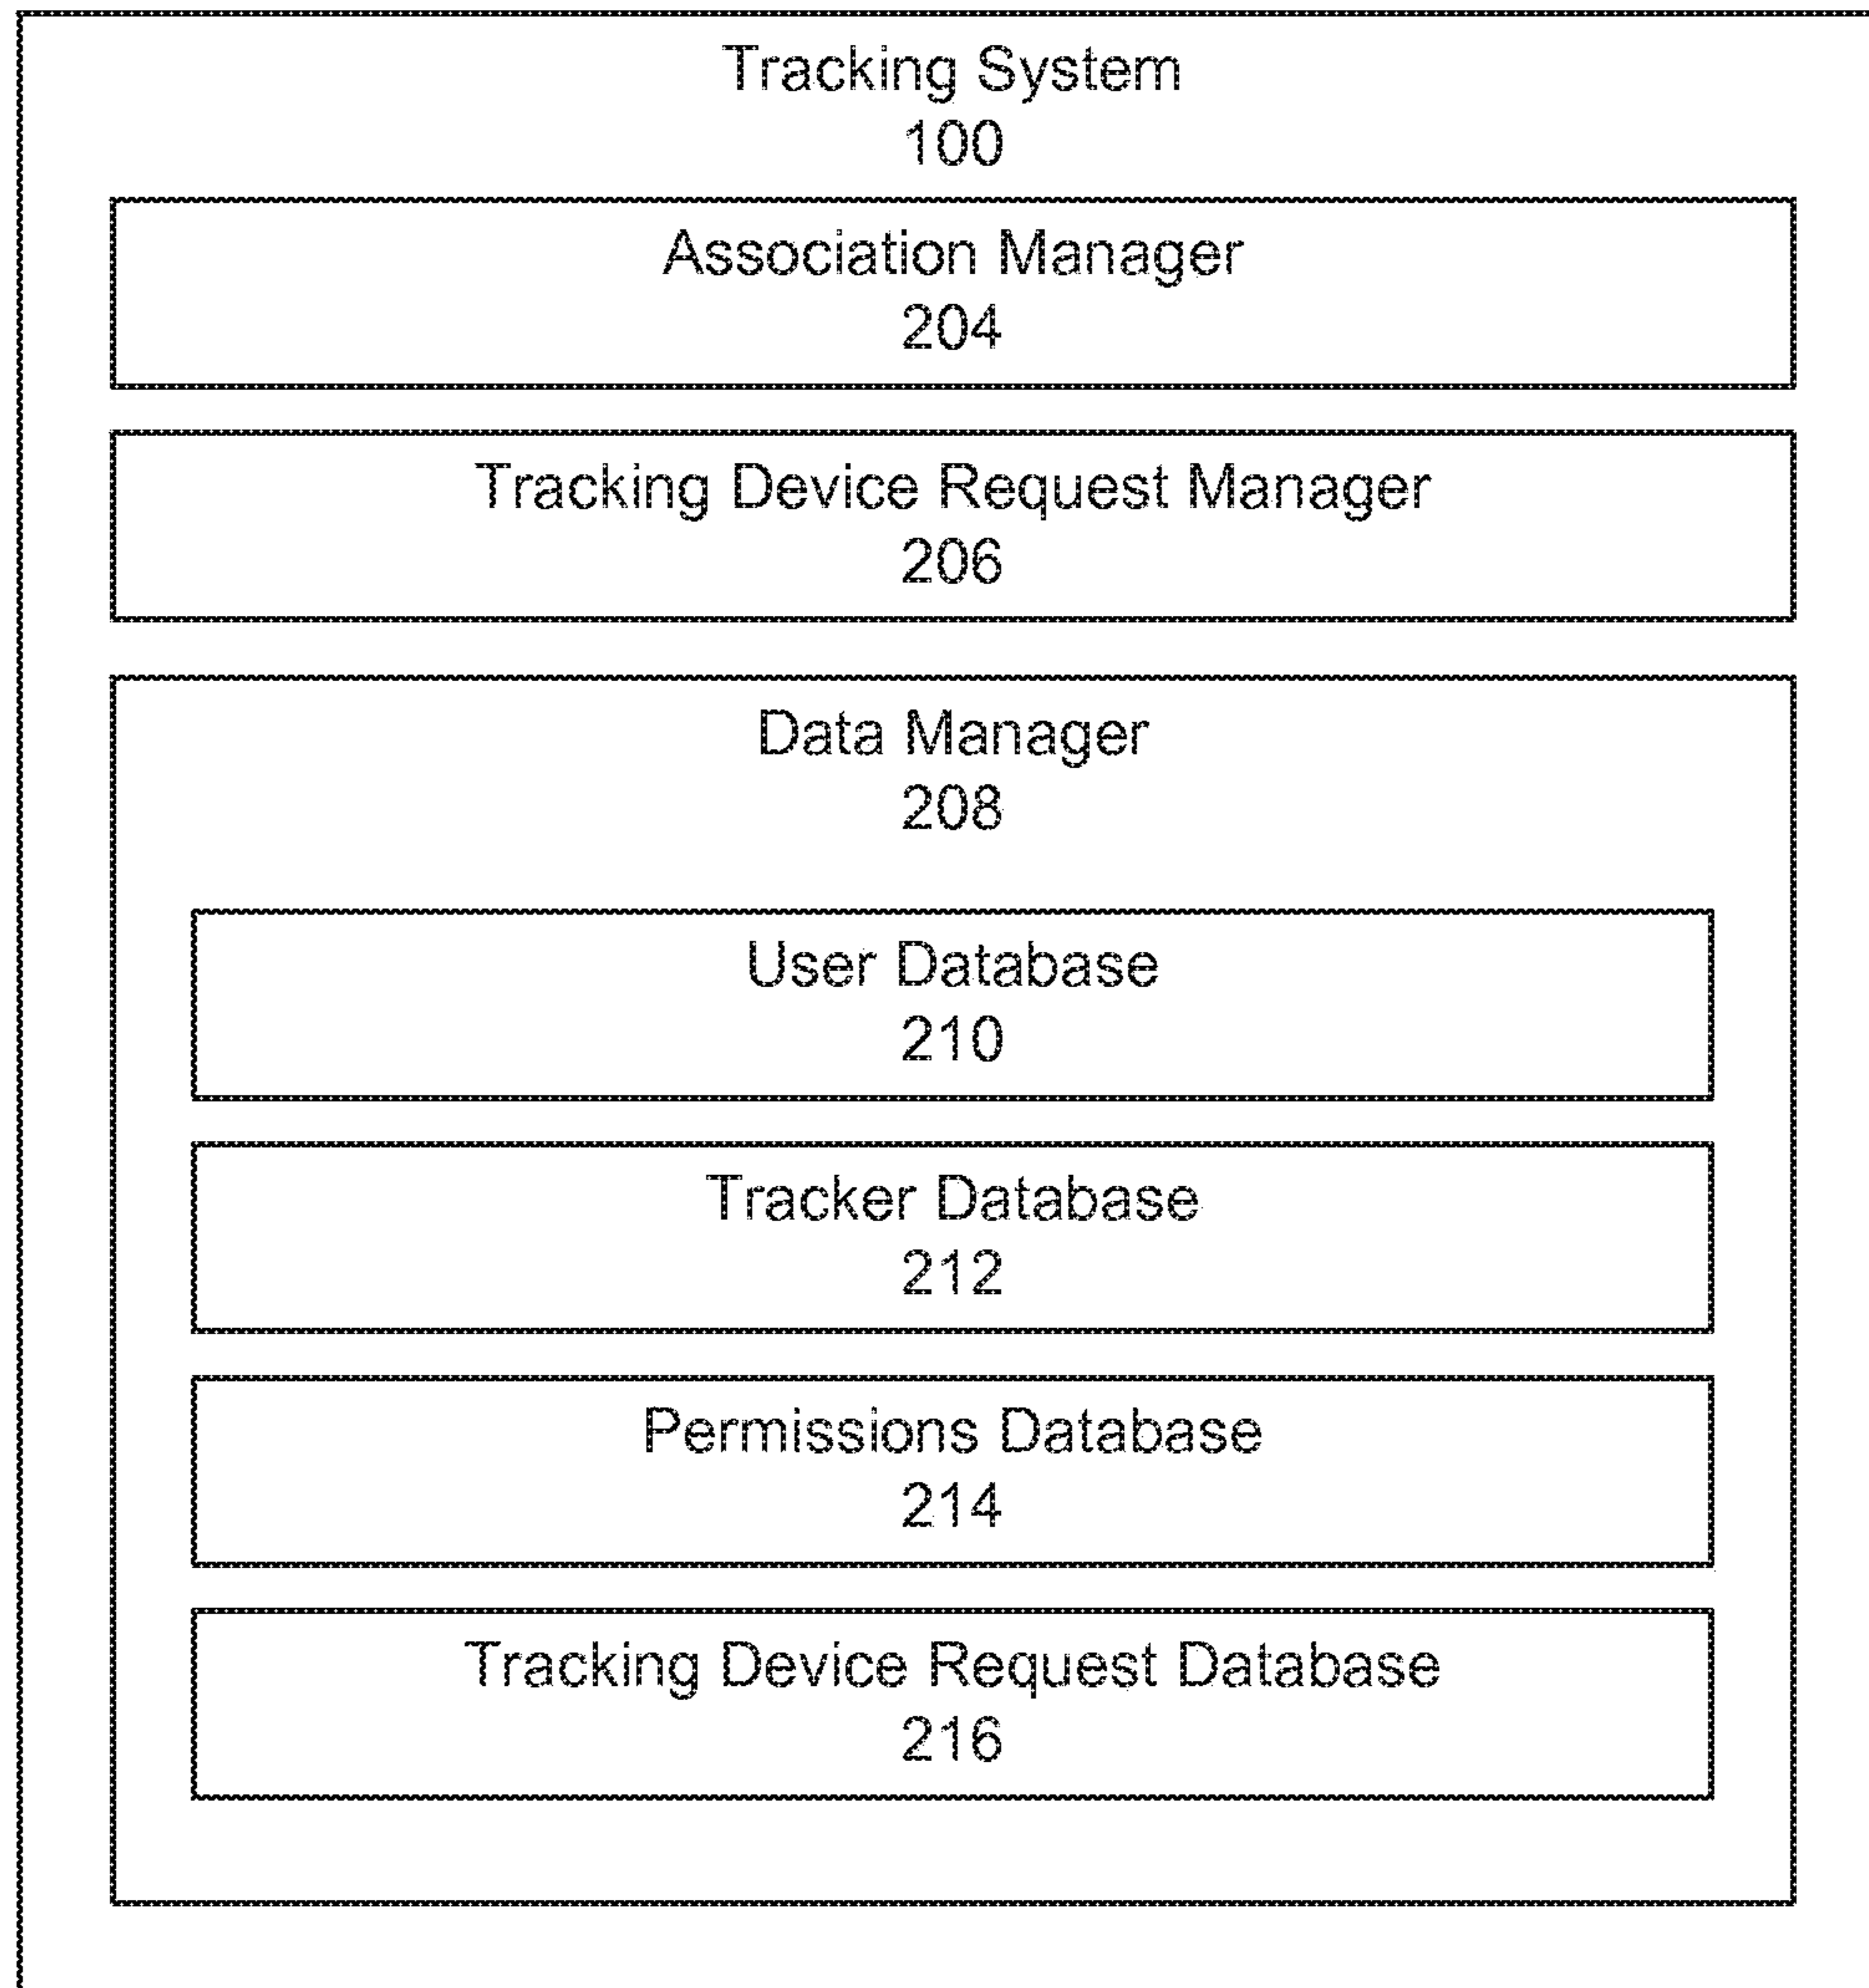 Tracking System
100
Association Manager
204
Tracking Device Request Manager
206
Data Manager
208
User Database
210
Tracker Database
212
Permissions Database
214
Tracking Device Request Database
216